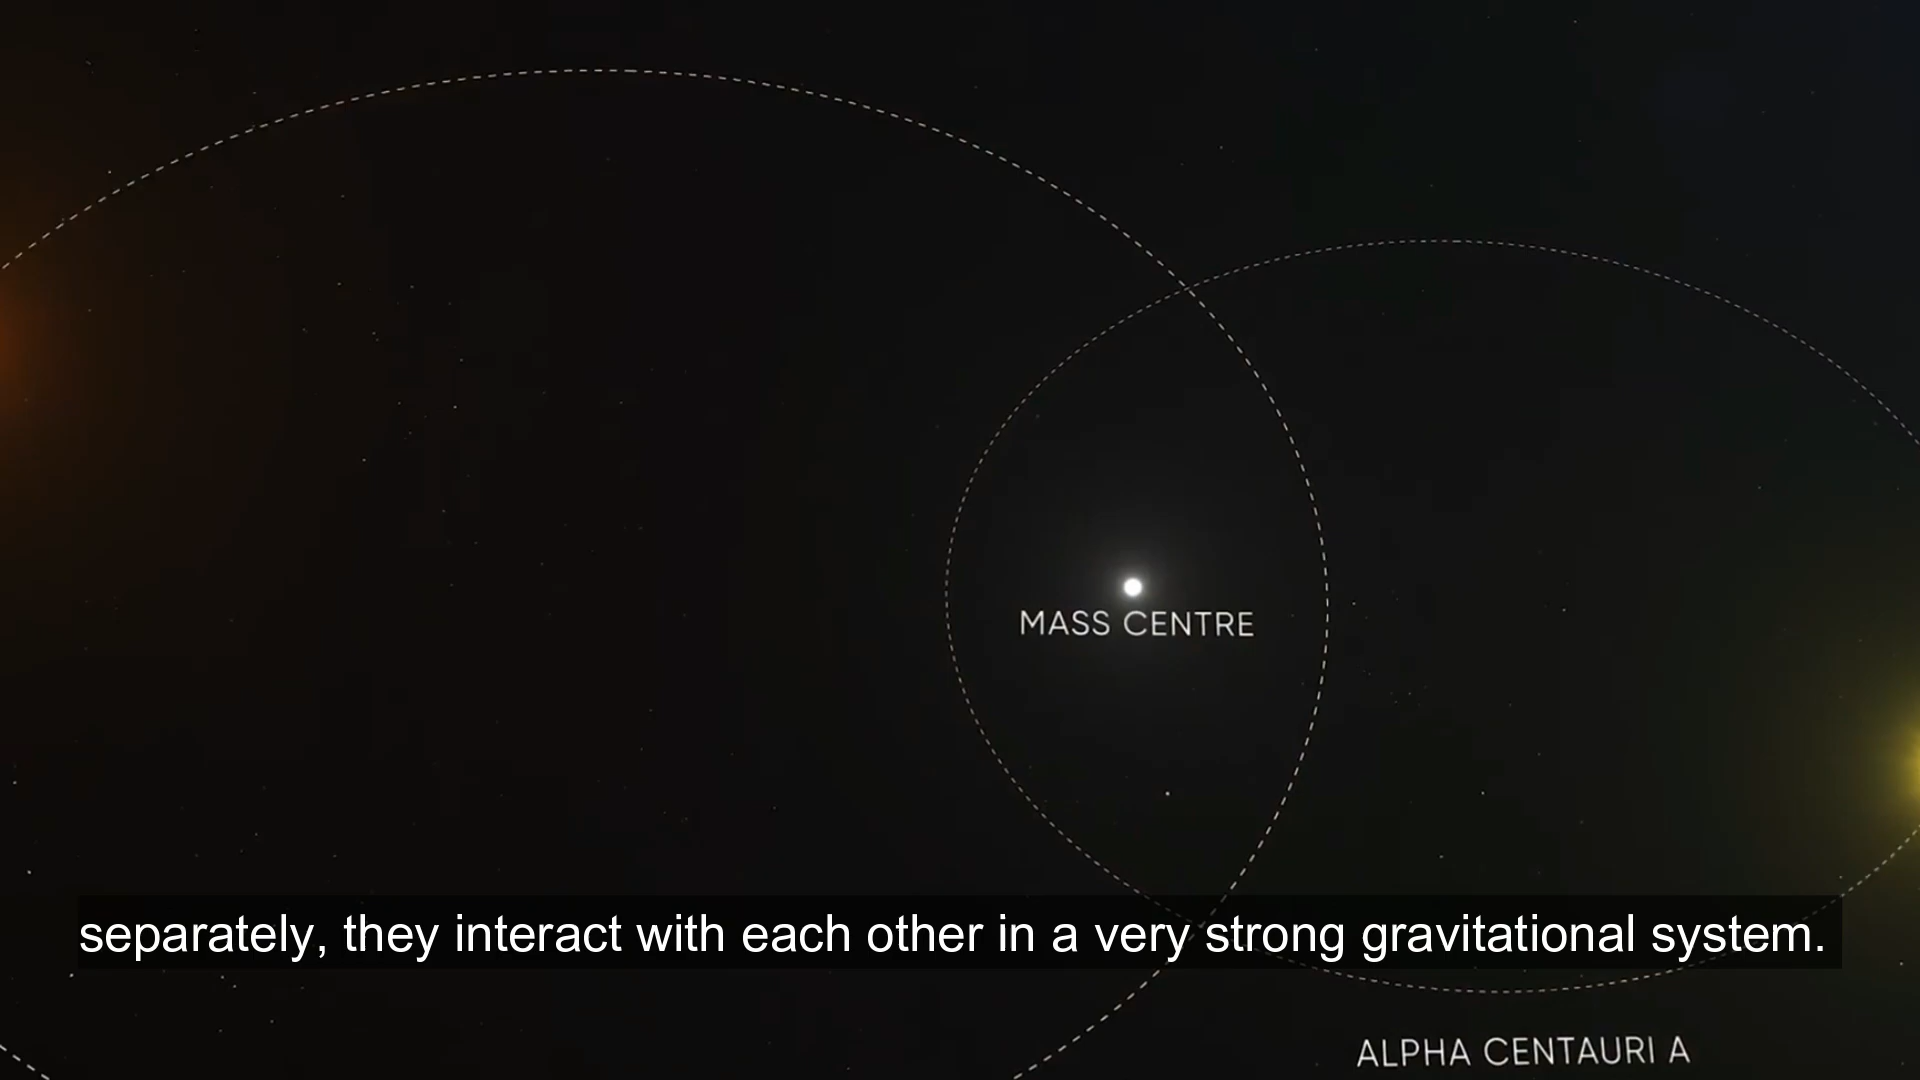 MASS CENTRE
separately, they interact with each other in a very strong gravitational system.
ALPHA CENTAURI A